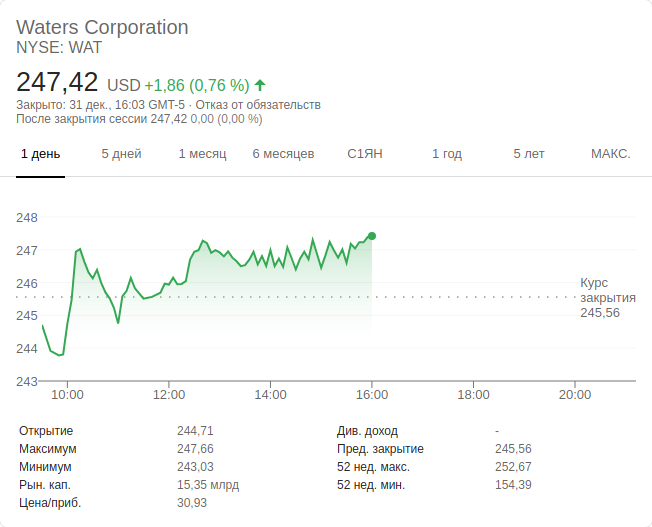 Waters Corporation
NYSE: WAT
247,42 USD +1,86 (0,76 %)
Закрыто: 31 дек., 16:03 GMT-5 · Отказ от обязательств
После закрытия сессии 247,42 0,00 (0,00 %)
1 день 5 дней 1 месяц 6 месяцев С1ЯН 1 год 5 лет МАКС.
248
247
246
245
244
243
Курс
закрытия
245,56
10:00 12:00 14:00 16:00 18:00 20:00
Открытие 244,71 Див. доход -
Максимум 247,66 Пред. закрытие 245,56
Минимум 243,03 52 нед. макс. 252,67
Рын. кап. 15,35 млрд 52 нед. мин. 154,39
Цена/приб. 30,93